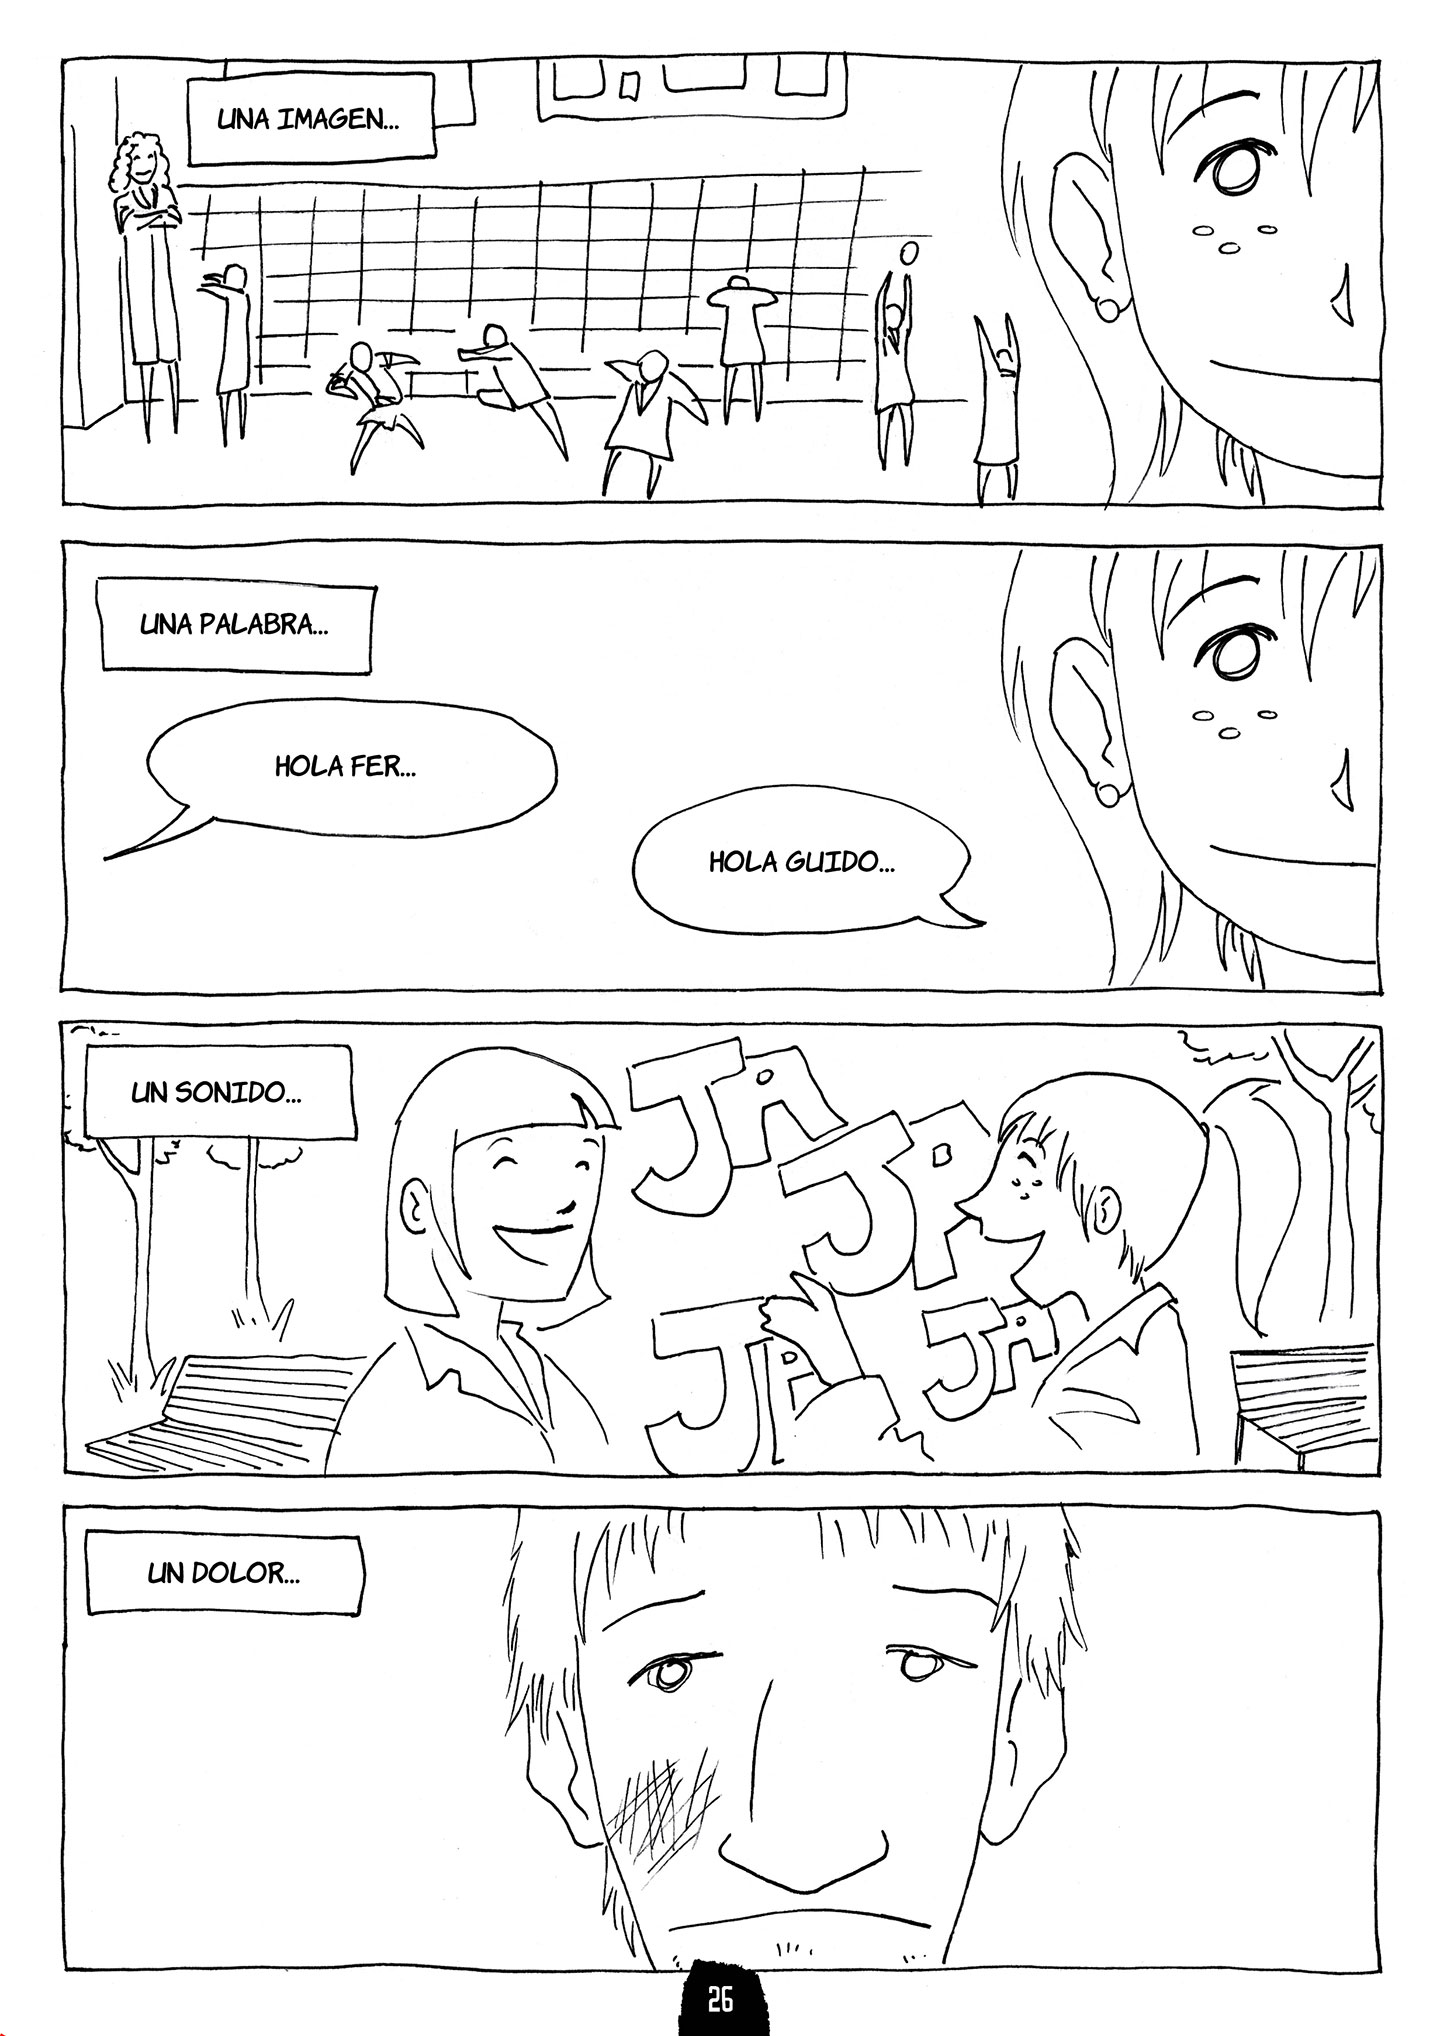 UNA IMAGEN...
UNA PALABRA...
HOLA FER...
HOLA GUIDO...
UN SONIDO...
JA
JA
JA
JA
UN DOLOR...
26